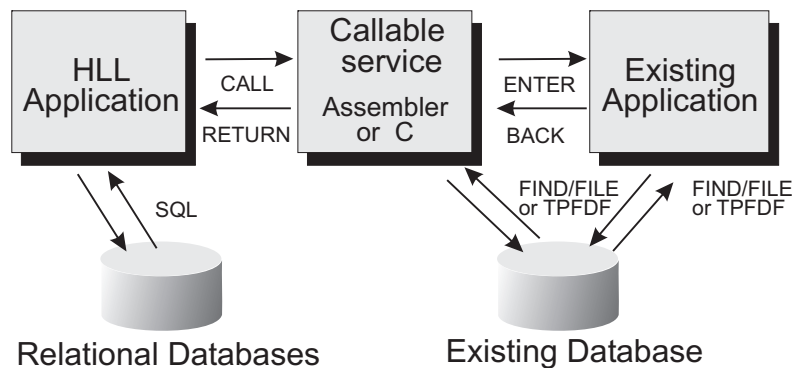 HLL
Application
CALL
RETURN
Callable
service
Assembler
or C
ENTER
BACK
Existing
Application
SQL
FIND/FILE
or TPFDF
FIND/FILE
or TPFDF
Relational Databases
Existing Database